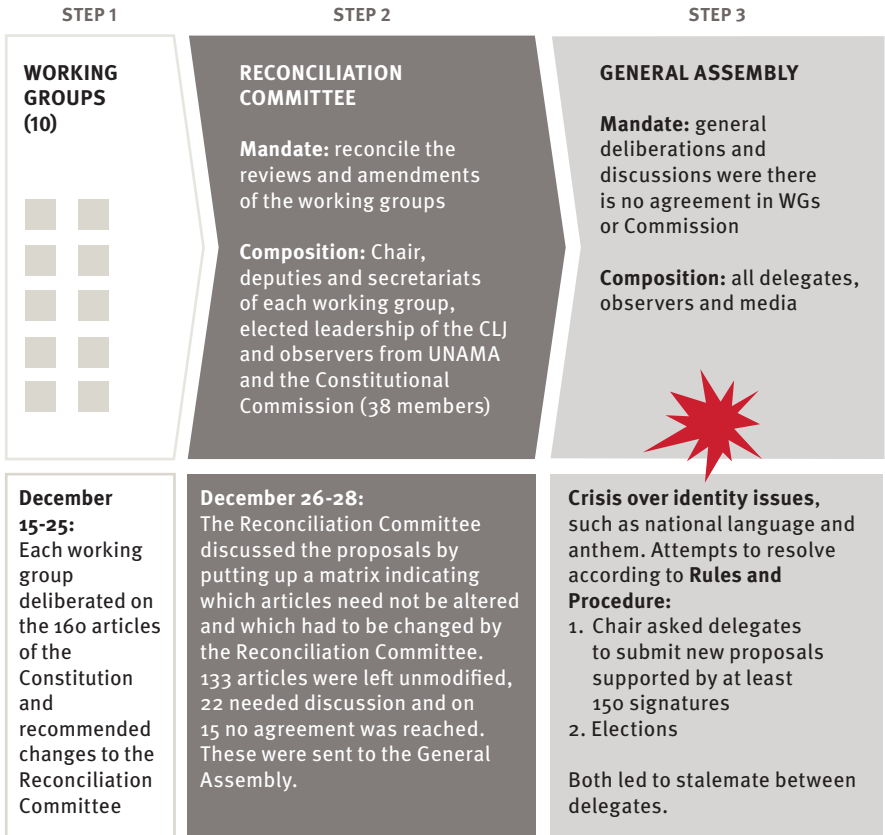 STEP 1
STEP 2
STEP 3
WORKING
GROUPS
(10)
RECONCILIATION
COMMITTEE
Mandate: reconcile the
reviews and amendments
of the working groups
Composition: Chair,
deputies and secretariats
of each working group,
elected leadership of the CLJ
and observers from UNAMA
and the Constitutional
Commission (38 members)
GENERAL ASSEMBLY
Mandate: general
deliberations and
discussions were there
is no agreement in WGs
or Commission
Composition: all delegates,
observers and media
December
15-25:
Each working
group
deliberated on
the 160 articles
of the
Constitution
and
recommended
changes to the
Reconciliation
Committee
December 26-28:
The Reconciliation Committee
discussed the proposals by
putting up a matrix indicating
which articles need not be altered
and which had to be changed by
the Reconciliation Committee.
133 articles were left unmodified,
22 needed discussion and on
15 no agreement was reached.
These were sent to the General
Assembly.
Crisis over identity issues,
such as national language and
anthem. Attempts to resolve
according to Rules and
Procedure:
1. Chair asked delegates
to submit new proposals
supported by at least
150 signatures
2. Elections
Both led to stalemate between
delegates.